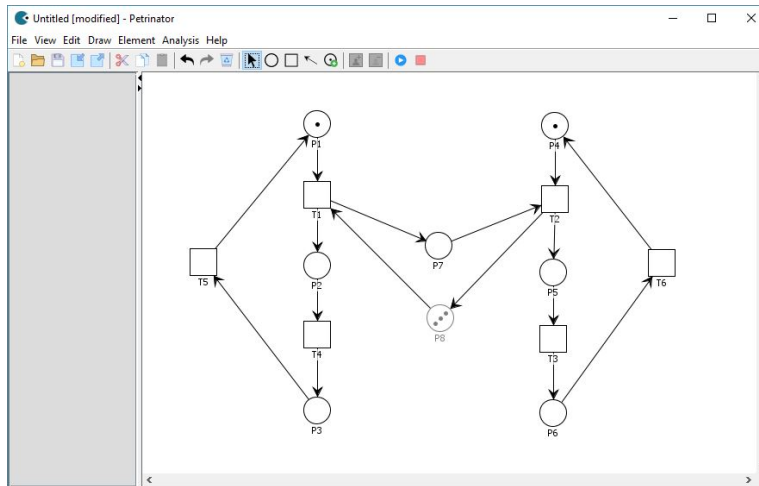 Untitled [modified] - Petrinator
File View Edit Draw Element Analysis Help
P1
P4
T1
T2
P7
T5
P2
P5
T6
P8
T4
T3
P3
P6